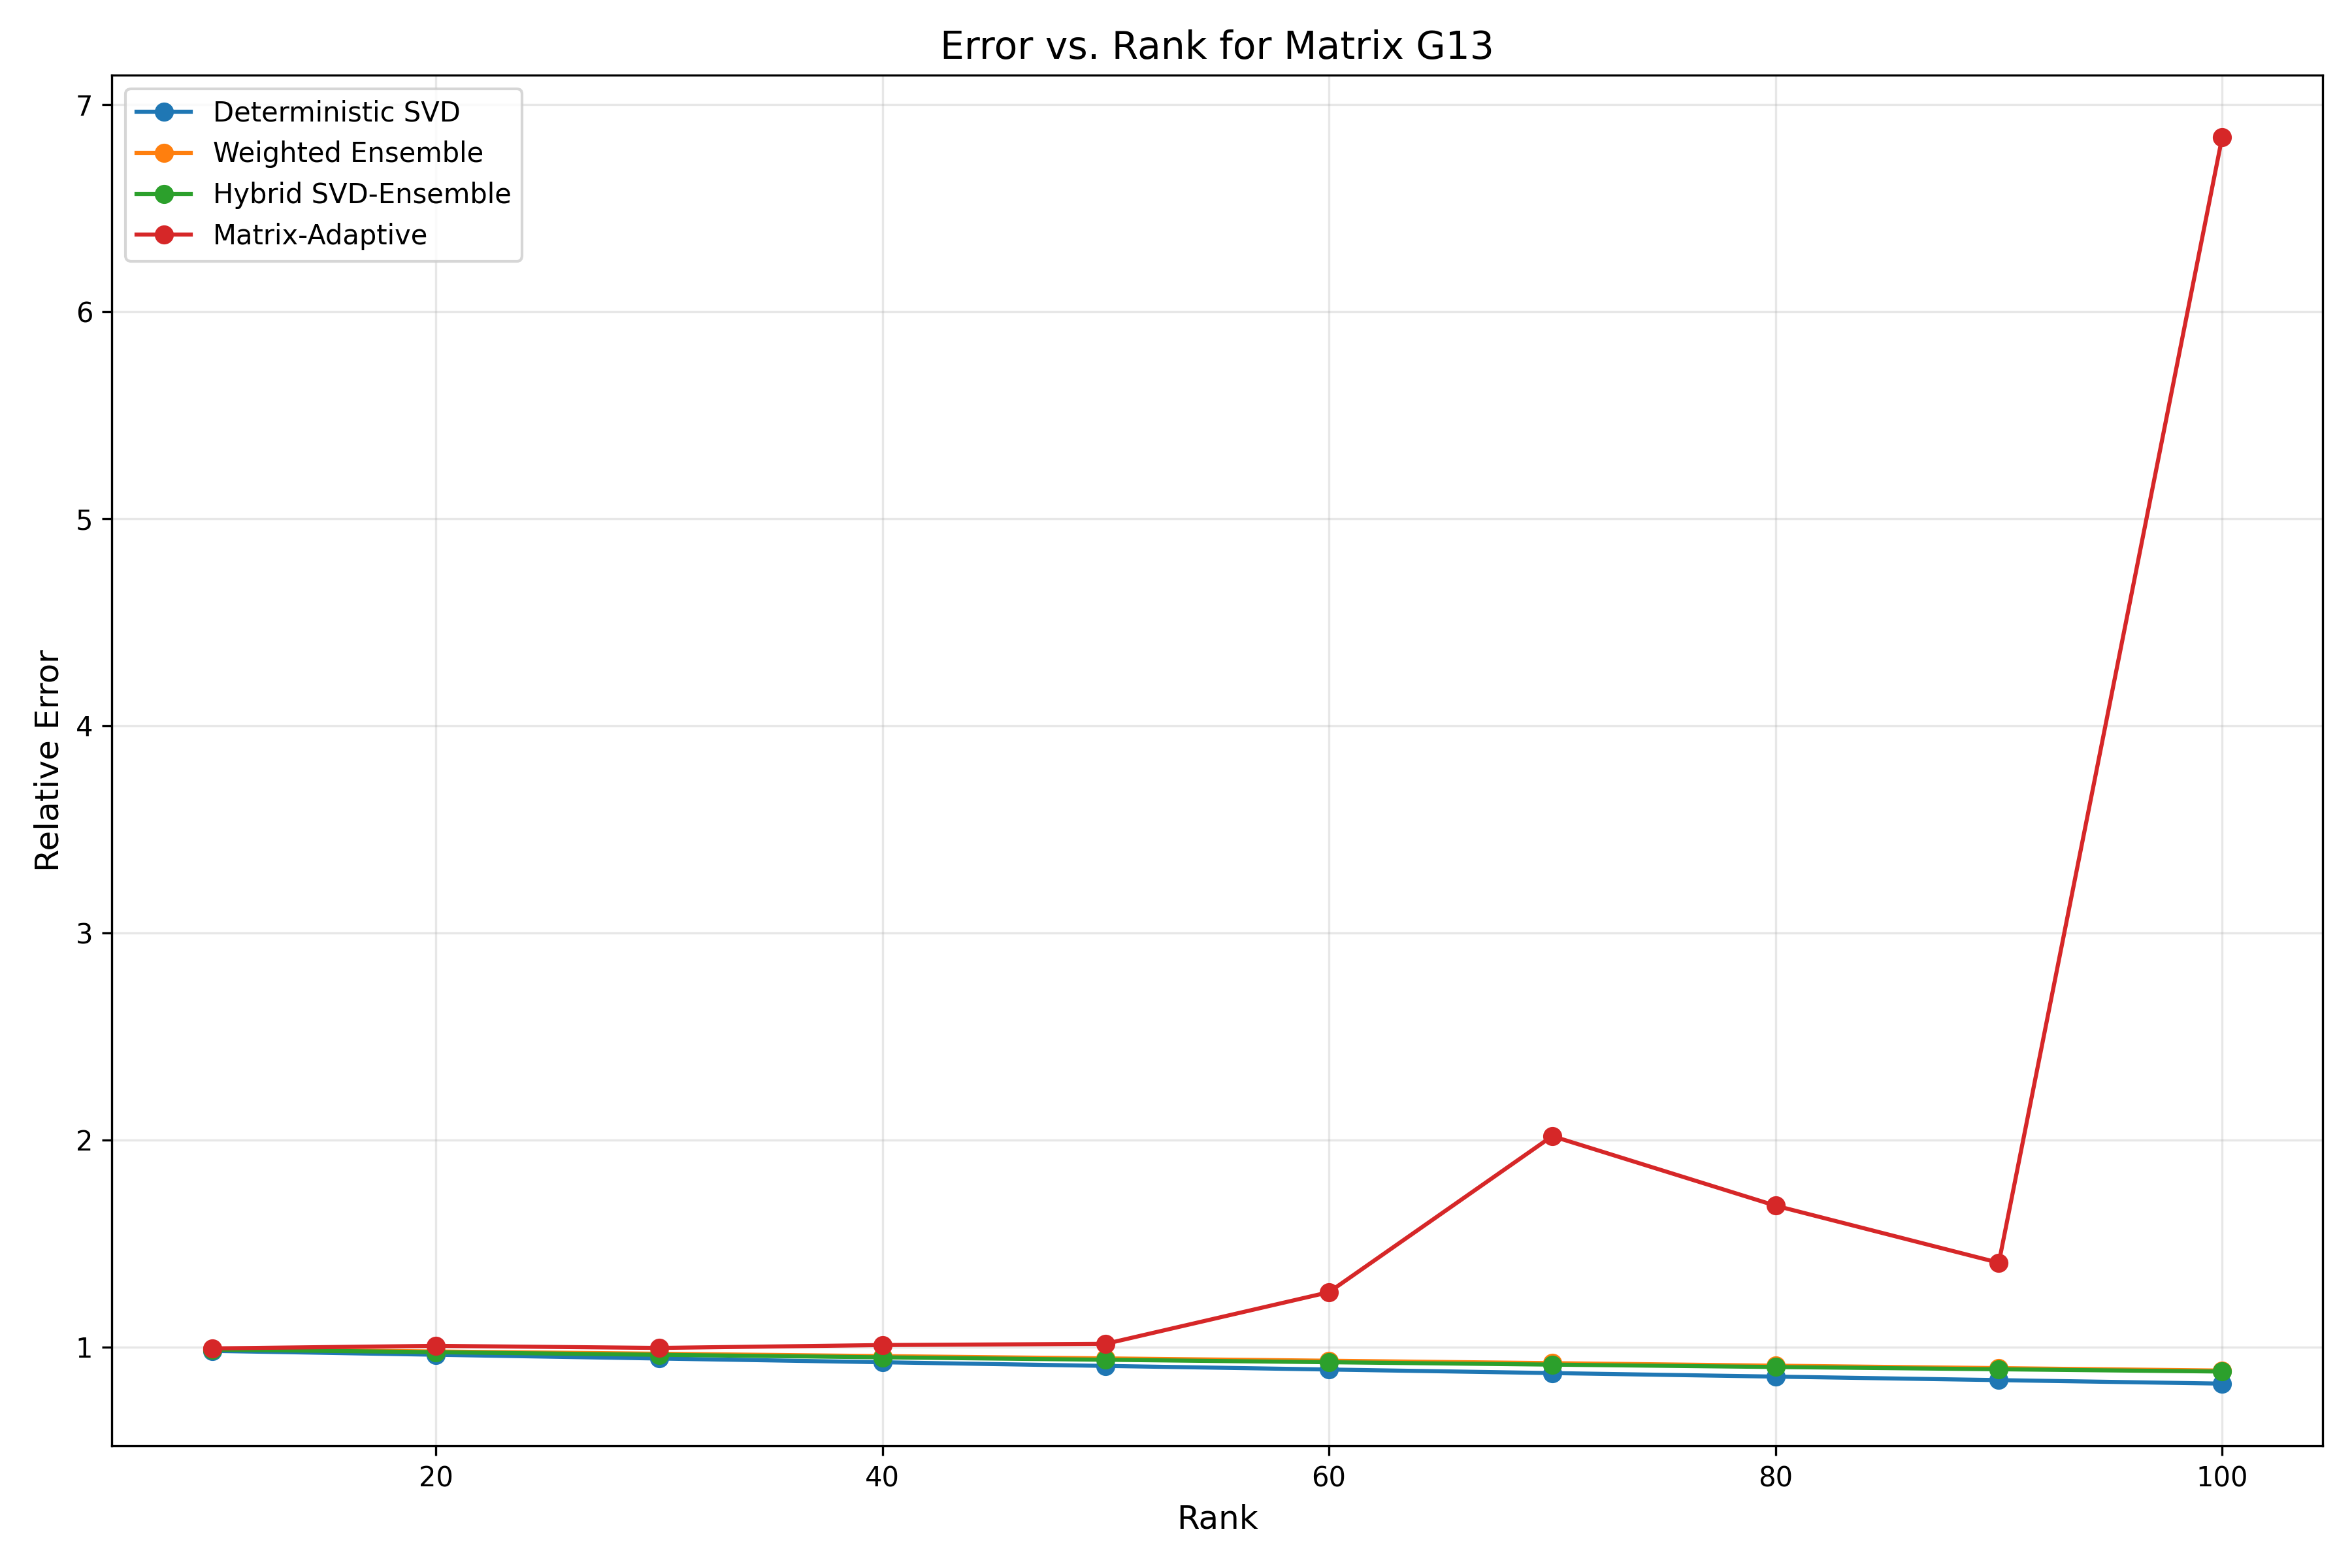 Error vs. Rank for Matrix G13
Deterministic SVD
Weighted Ensemble
Hybrid SVD-Ensemble
Matrix-Adaptive
Relative Error
7
6
5
4
3
2
1
20 40 60 80 100
Rank